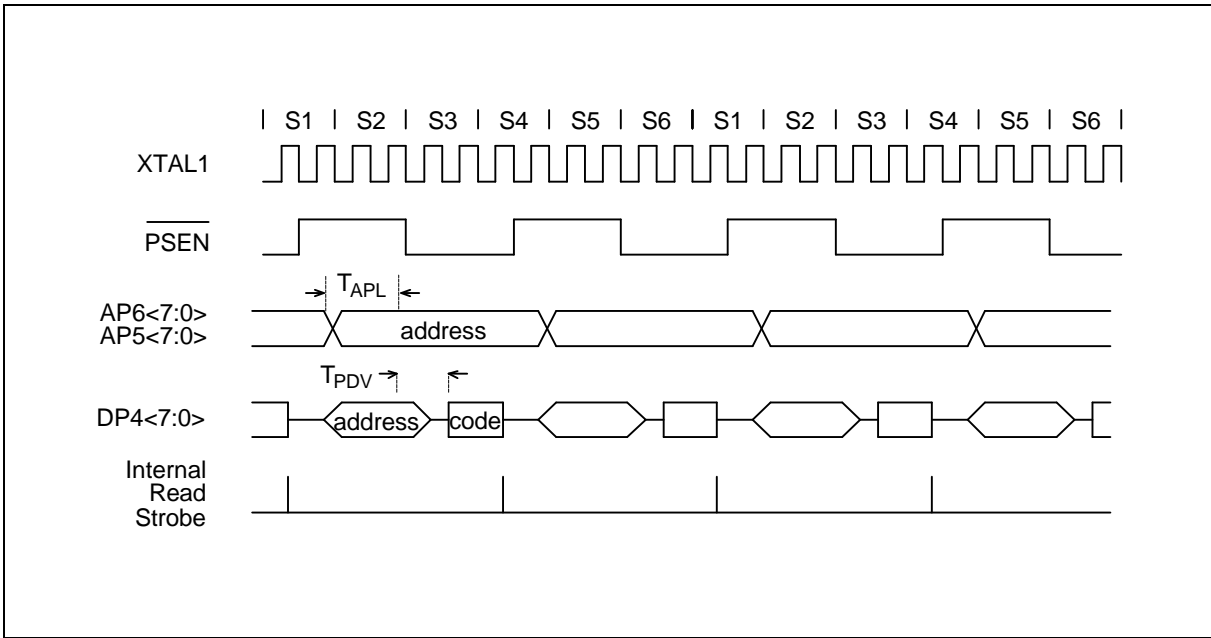 | S1 | S2 | S3 | S4 | S5 | S6 | S1 | S2 | S3 | S4 | S5 | S6 |
XTAL1
PSEN
TAPL
AP6<7:0>
AP5<7:0>
address
TPDV
DP4<7:0>
address code
Internal
Read
Strobe